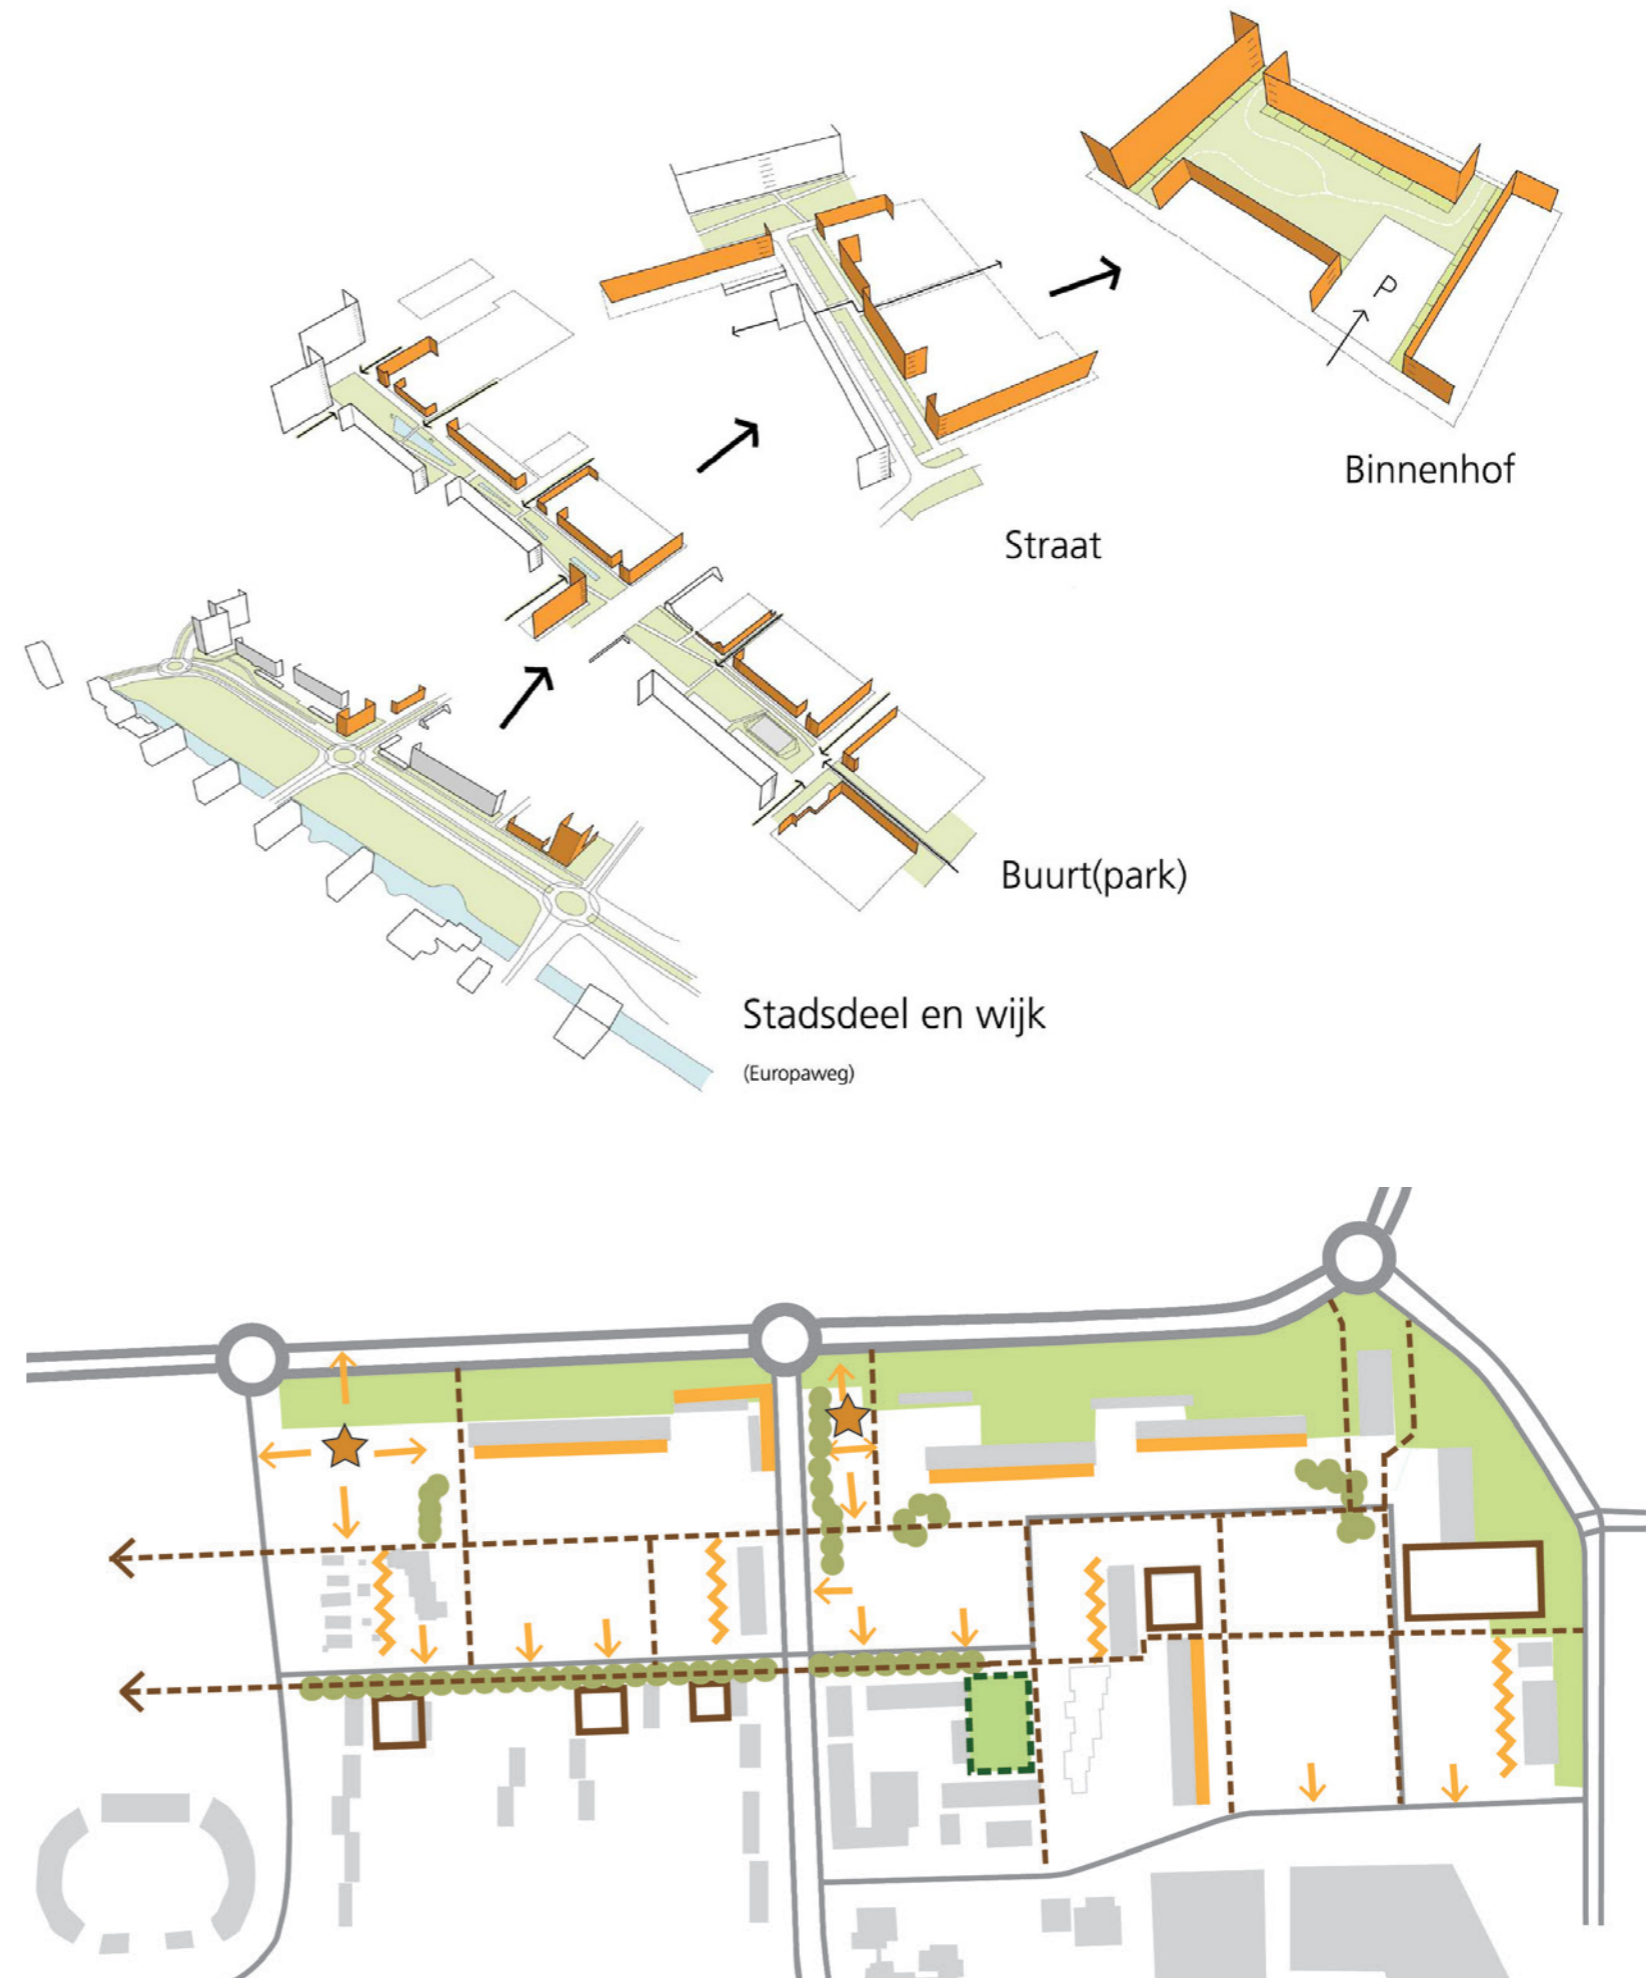 P
Binnenhof
Straat
Buurt(park)
Stadsdeel en wijk
(Europaweg)